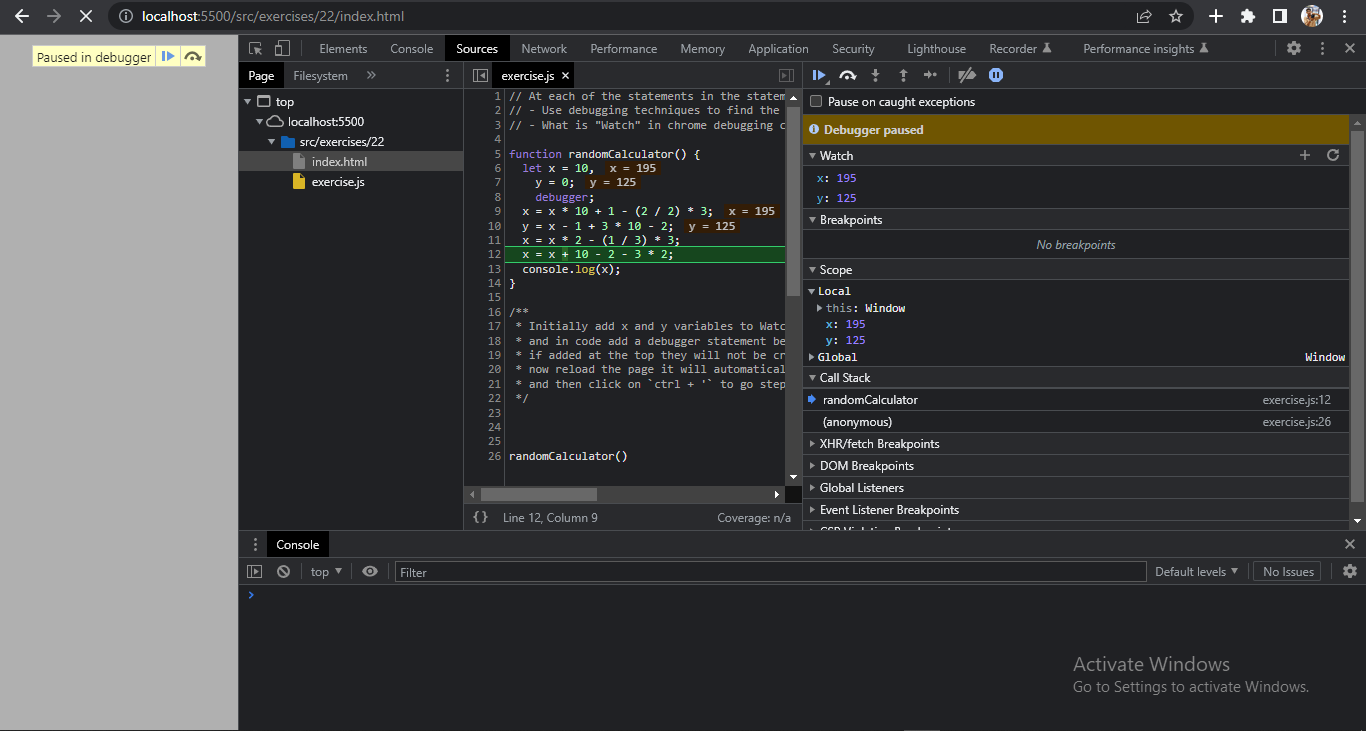 localhost:5500/src/exercises/22/index.html
Paused in debugger
Elements Console Sources Network Performance Memory Application Security Lighthouse Recorder Performance insights
Page Filesystem »
top
localhost:5500
src/exercises/22
index.html
exercise.js
exercise.js ×
1 // At each of the statements in the statem
2 // - Use debugging techniques to find the
3 // - What is "Watch" in chrome debugging c
4
5 function randomCalculator() {
6 let x = 10, x = 195
7 y = 0; y = 125
8 debugger;
9 x = x * 10 + 1 - (2 / 2) * 3; x = 195
10 y = x - 1 + 3 * 10 - 2; y = 125
11 x = x * 2 - (1 / 3) * 3;
12 x = x + 10 - 2 - 3 * 2;
13 console.log(x);
14 }
15
16 /**
17 * Initially add x and y variables to Watc
18 * and in code add a debugger statement be
19 * if added at the top they will not be cr
20 * now reload the page it will automatical
21 * and then click on `ctrl + '` to go step
22 */
23
24
25
26 randomCalculator()
{ } Line 12, Column 9 Coverage: n/a
Pause on caught exceptions
Debugger paused
Watch
x: 195
y: 125
Breakpoints
No breakpoints
Scope
Local
this: Window
x: 195
y: 125
Global Window
Call Stack
randomCalculator exercise.js:12
(anonymous) exercise.js:26
XHR/fetch Breakpoints
DOM Breakpoints
Global Listeners
Event Listener Breakpoints
CSP Violation Breakpoints
Console
top Filter Default levels No Issues
Activate Windows
Go to Settings to activate Windows.